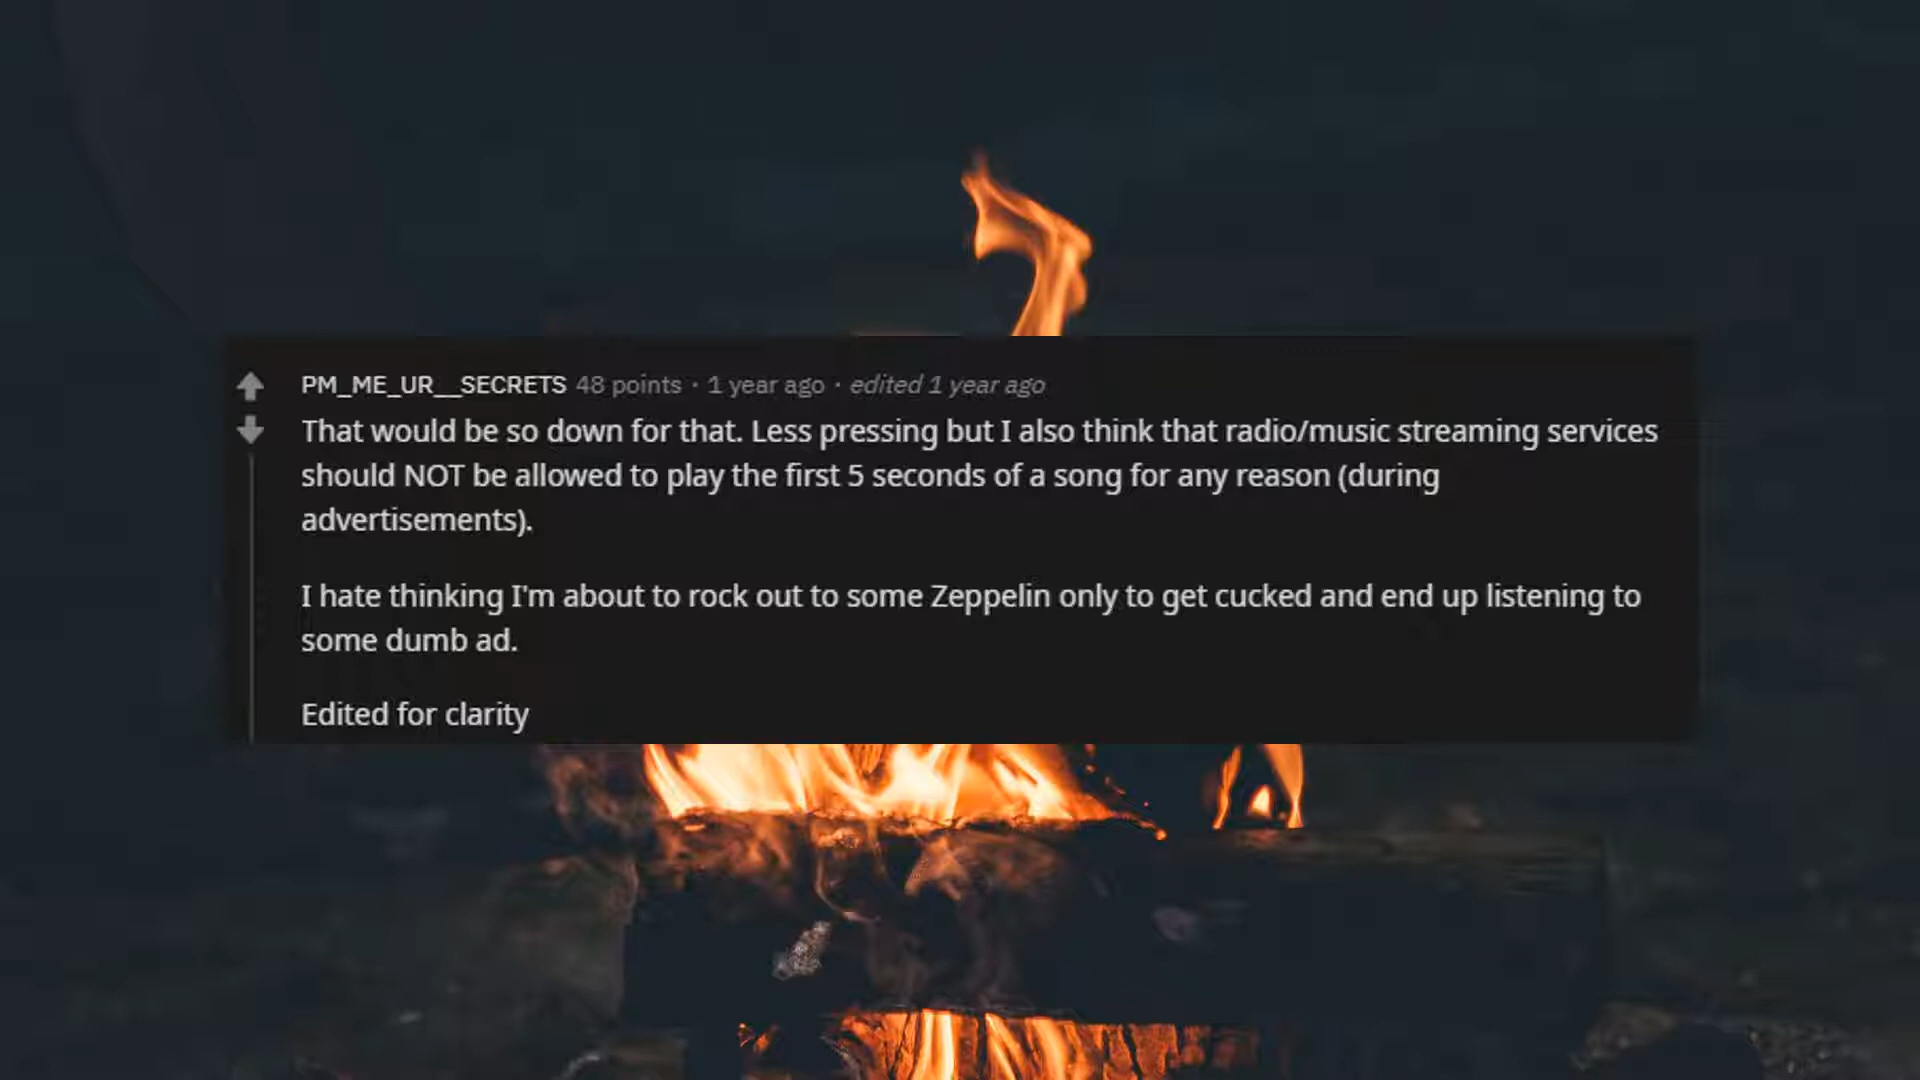 PM_ME_UR__SECRETS 48 points · 1 year ago · edited 1 year ago
That would be so down for that. Less pressing but I also think that radio/music streaming services
should NOT be allowed to play the first 5 seconds of a song for any reason (during
advertisements).
I hate thinking I'm about to rock out to some Zeppelin only to get cucked and end up listening to
some dumb ad.
Edited for clarity